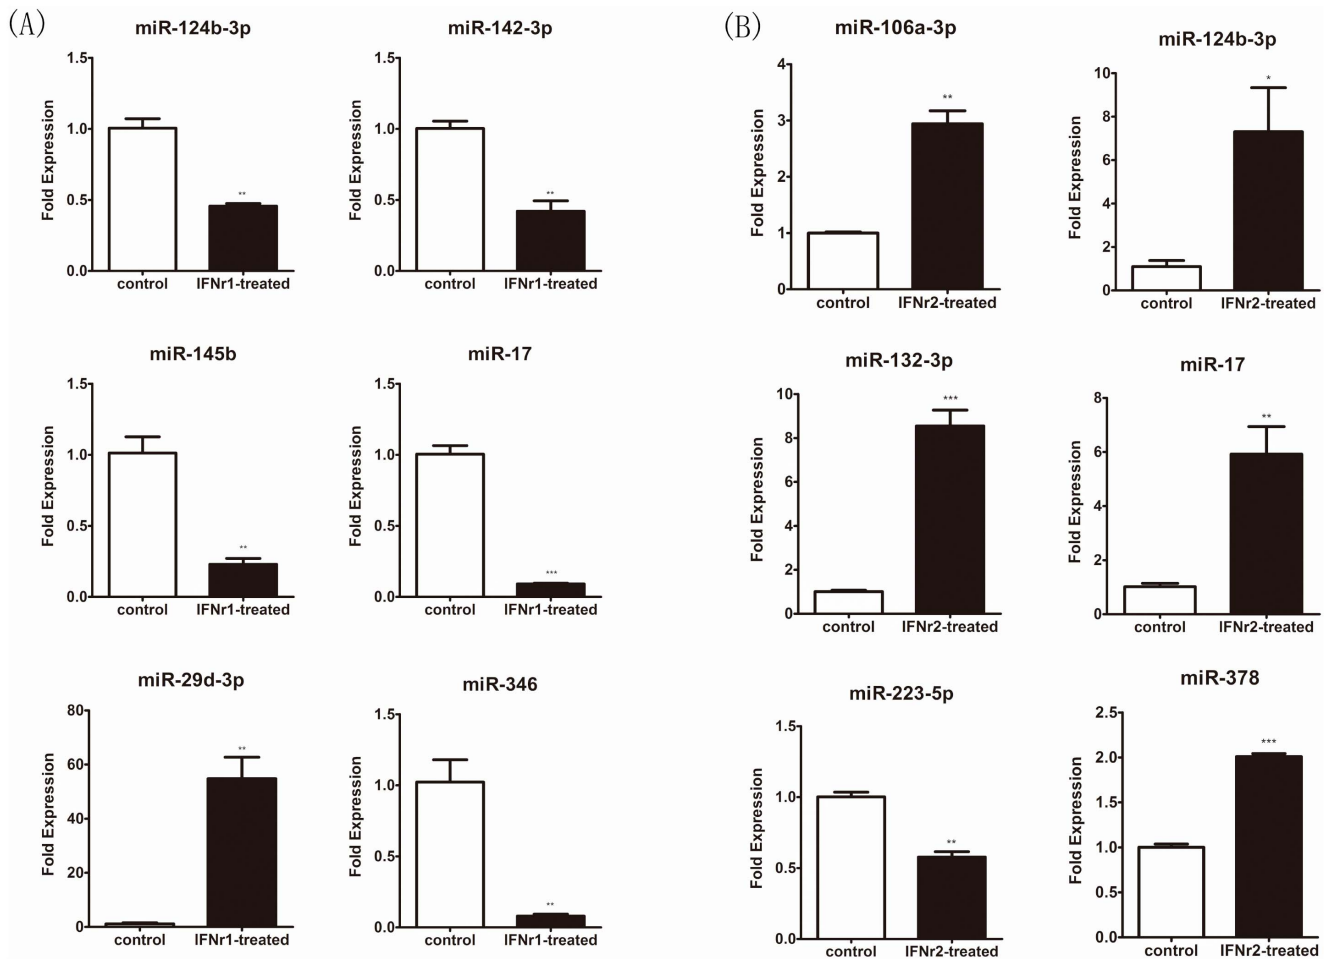 (A)
miR-124b-3p
Fold Expression
1.5
1.0
0.5
0.0
**
control
IFNr1-treated
miR-142-3p
Fold Expression
1.5
1.0
0.5
0.0
**
control
IFNr1-treated
miR-145b
Fold Expression
1.5
1.0
0.5
0.0
**
control
IFNr1-treated
miR-17
Fold Expression
1.5
1.0
0.5
0.0
***
control
IFNr1-treated
miR-29d-3p
Fold Expression
80
60
40
20
0
**
control
IFNr1-treated
miR-346
Fold Expression
1.5
1.0
0.5
0.0
**
control
IFNr1-treated
(B)
miR-106a-3p
Fold Expression
4
3
2
1
0
**
control
IFNr2-treated
miR-124b-3p
Fold Expression
10
8
6
4
2
0
*
control
IFNr2-treated
miR-132-3p
Fold Expression
10
8
6
4
2
0
***
control
IFNr2-treated
miR-17
Fold Expression
8
6
4
2
0
**
control
IFNr2-treated
miR-223-5p
Fold Expression
1.5
1.0
0.5
0.0
**
control
IFNr2-treated
miR-378
Fold Expression
2.5
2.0
1.5
1.0
0.5
0.0
***
control
IFNr2-treated